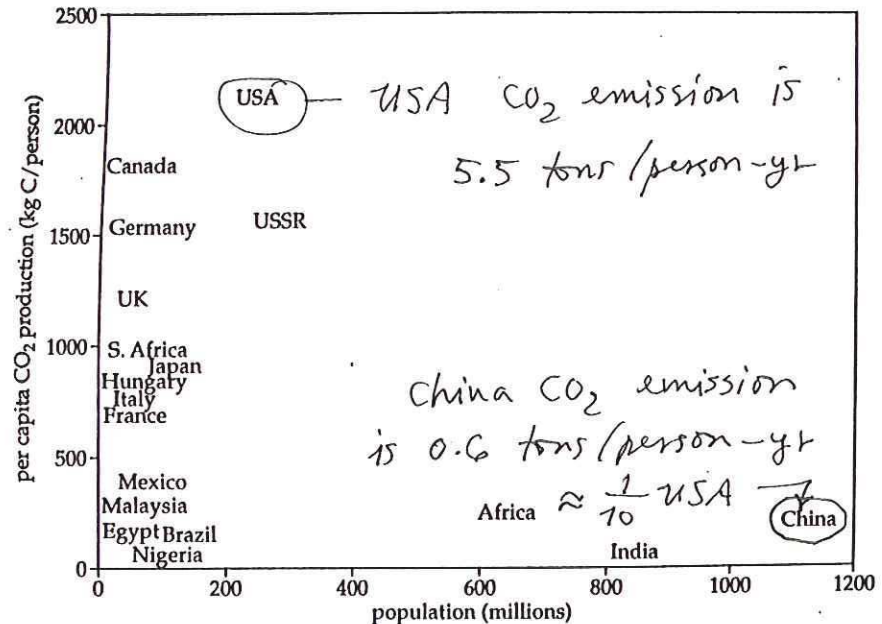 2500
USA — USA CO₂ emission is
2000
Canada
5.5 tons/person-yr
Germany
USSR
1500
UK
1000
S. Africa
Japan
Hungary
China CO₂ emission
Italy
France
is 0.6 tons/person-yr
500
Mexico
Malaysia
Africa ≈ 1/10 USA
China
Egypt Brazil
Nigeria
India
0
0 200 400 600 800 1000 1200
population (millions)
per capita CO₂ production (kg C/person)